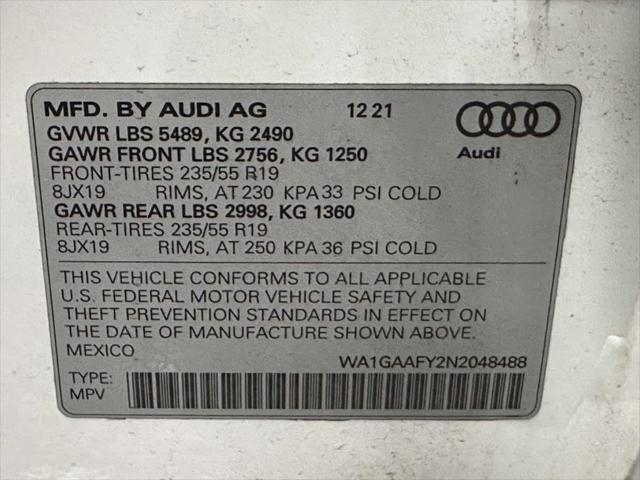 MFD. BY AUDI AG 12 21
GVWR LBS 5489, KG 2490
GAWR FRONT LBS 2756, KG 1250
FRONT-TIRES 235/55 R19
8JX19 RIMS, AT 230 KPA 33 PSI COLD
GAWR REAR LBS 2998, KG 1360
REAR-TIRES 235/55 R19
8JX19 RIMS, AT 250 KPA 36 PSI COLD
Audi
THIS VEHICLE CONFORMS TO ALL APPLICABLE
U.S. FEDERAL MOTOR VEHICLE SAFETY AND
THEFT PREVENTION STANDARDS IN EFFECT ON
THE DATE OF MANUFACTURE SHOWN ABOVE.
MEXICO WA1GAAFY2N2048488
TYPE:
MPV